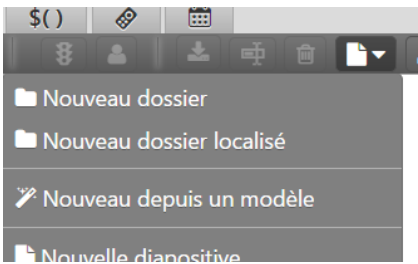 $( )
Nouveau dossier
Nouveau dossier localisé
Nouveau depuis un modèle
Nouvelle diapositive